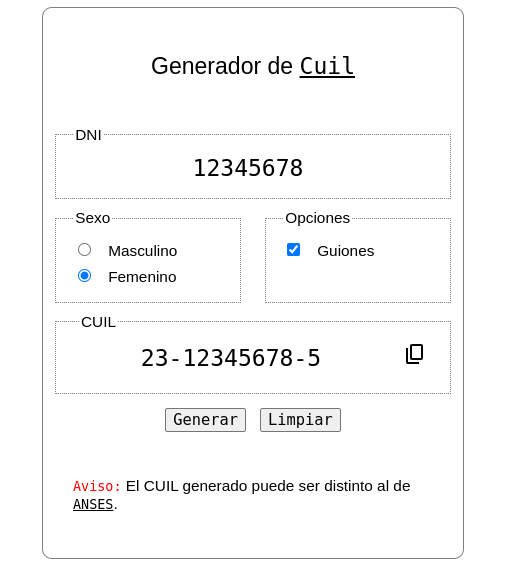 Generador de Cuil
DNI
12345678
Sexo
Opciones
Masculino
Guiones
Femenino
CUIL
23-12345678-5
Generar
Limpiar
Aviso: El CUIL generado puede ser distinto al de
ANSES.